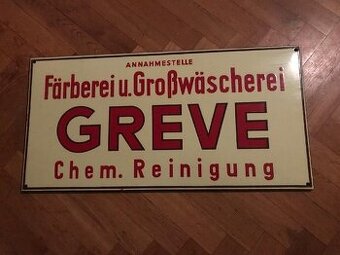 ANNAHMESTELLE
Färberei u. Großwäscherei
GREVE
Chem. Reinigung